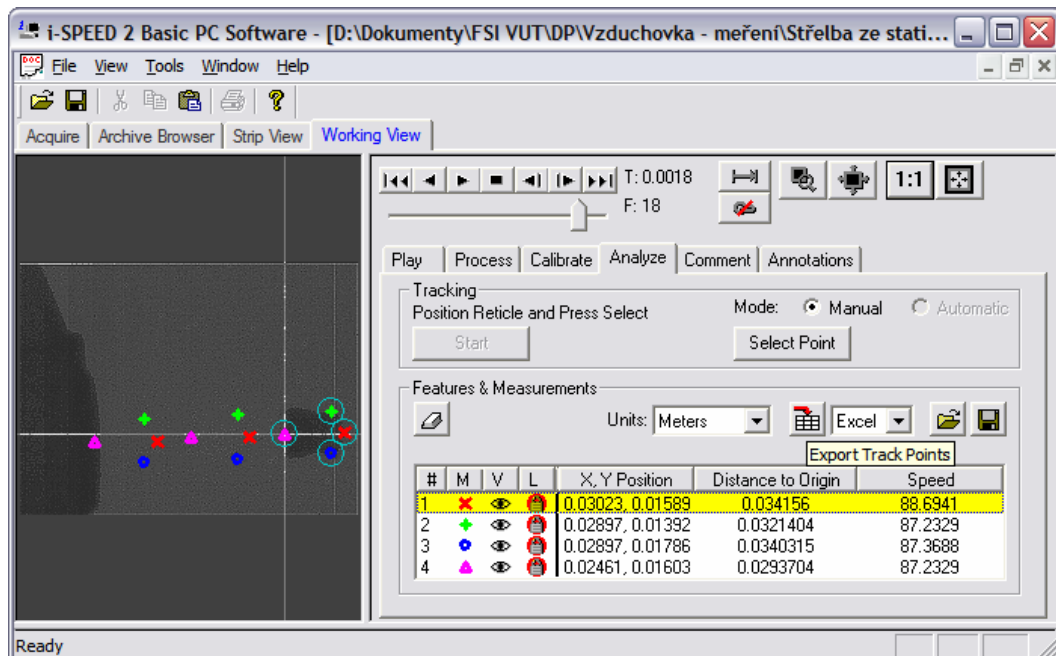 i-SPEED 2 Basic PC Software - [D:\Dokumenty\FSI VUT\DP\Vzduchovka - meření\Střelba ze stati...
File View Tools Window Help
Acquire Archive Browser Strip View Working View
T: 0.0018
F: 18
1:1
Play Process Calibrate Analyze Comment Annotations
Tracking
Position Reticle and Press Select
Mode: Manual Automatic
Start Select Point
Features & Measurements
Units: Meters Excel
Export Track Points
# M V L X, Y Position Distance to Origin Speed
1 0.03023, 0.01589 0.034156 88.6941
2 0.02897, 0.01392 0.0321404 87.2329
3 0.02897, 0.01786 0.0340315 87.3688
4 0.02461, 0.01603 0.0293704 87.2329
Ready